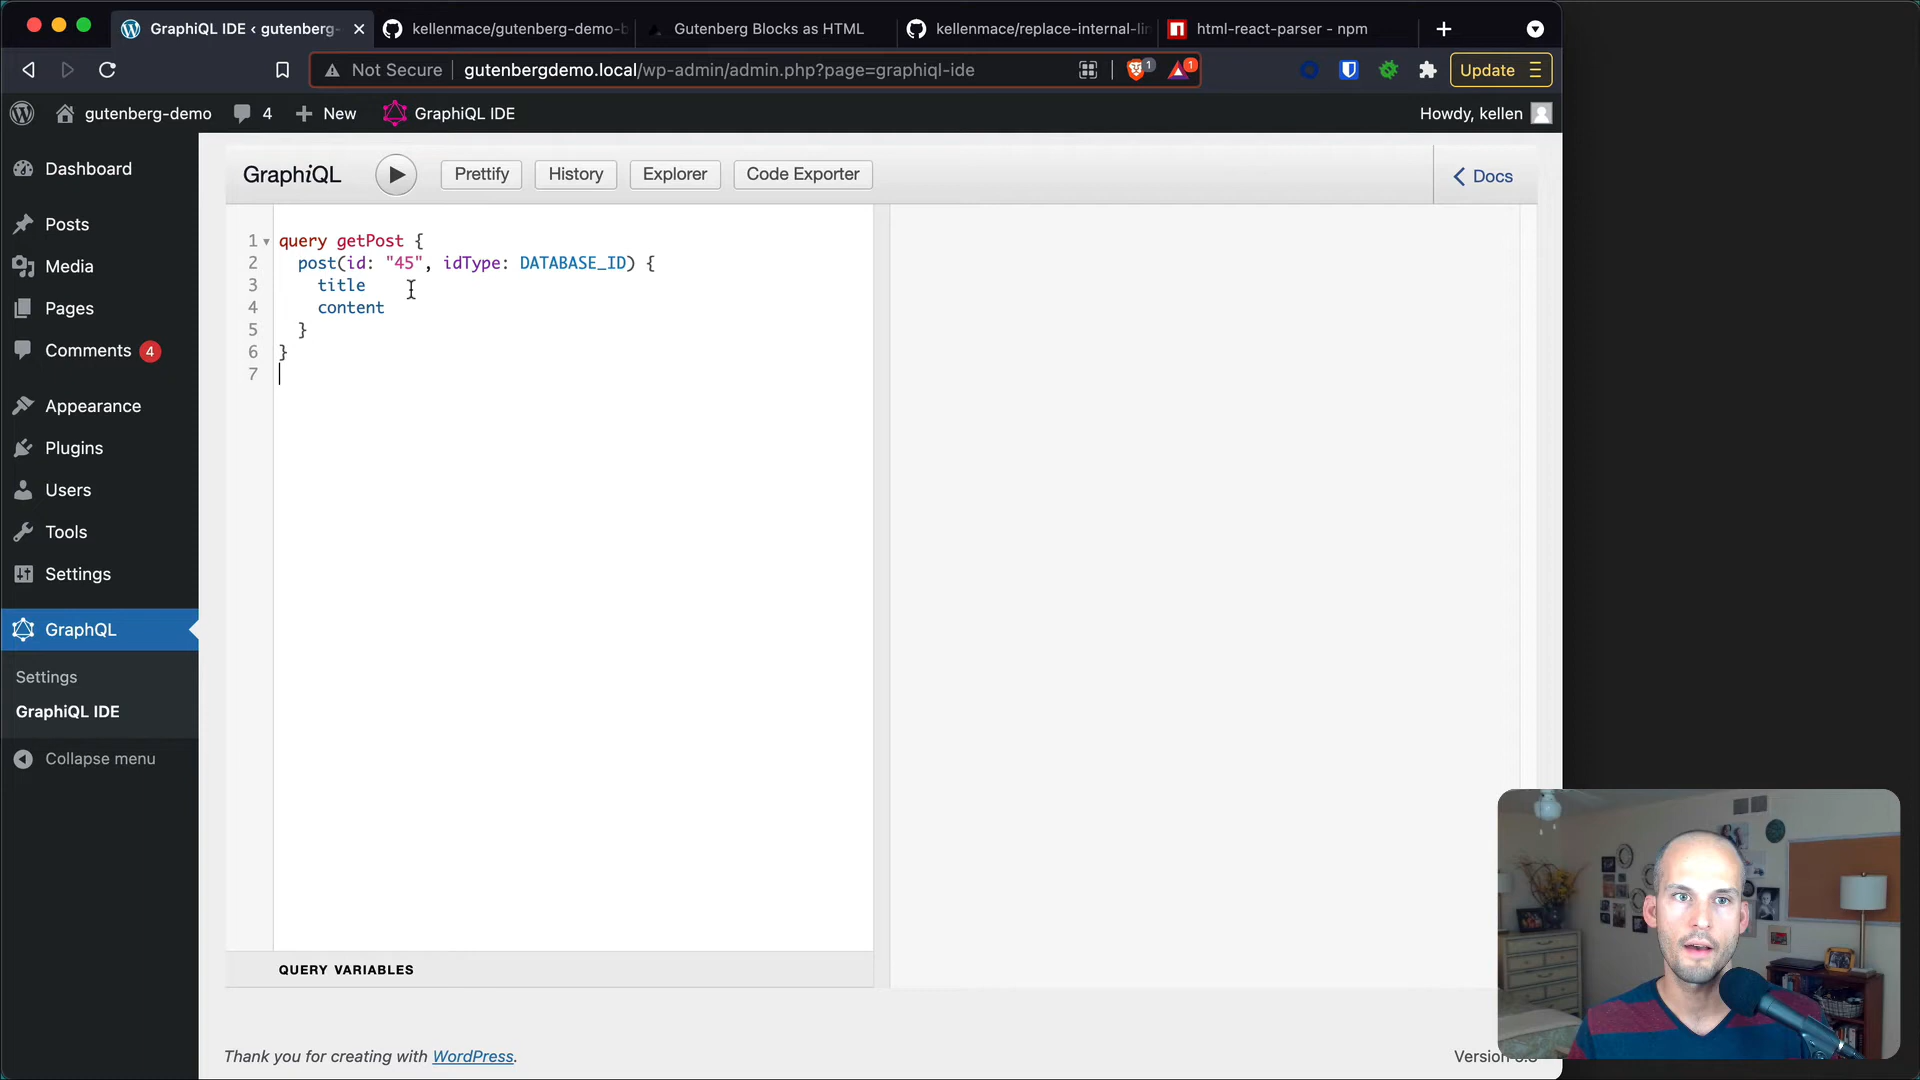 GraphiQL IDE ‹ gutenberg-
kellenmace/gutenberg-demo-b
Gutenberg Blocks as HTML
kellenmace/replace-internal-lin
html-react-parser - npm
Not Secure
gutenbergdemo.local/wp-admin/admin.php?page=graphiql-ide
1
1
Update
gutenberg-demo
4
New
GraphiQL IDE
Howdy, kellen
Dashboard
Posts
Media
Pages
Comments 4
Appearance
Plugins
Users
Tools
Settings
GraphQL
Settings
GraphiQL IDE
Collapse menu
GraphiQL
Prettify
History
Explorer
Code Exporter
Docs
1 query getPost {
2 post(id: "45", idType: DATABASE_ID) {
3 title
4 content
5 }
6 }
7
QUERY VARIABLES
Thank you for creating with WordPress.
Version